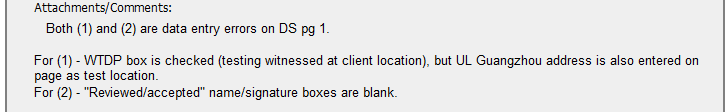 Attachments/Comments:
Both (1) and (2) are data entry errors on DS pg 1.
For (1) - WTDP box is checked (testing witnessed at client location), but UL Guangzhou address is also entered on
page as test location.
For (2) - "Reviewed/accepted" name/signature boxes are blank.